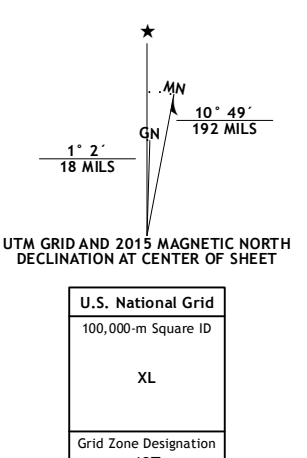 ★
MN
GN
10° 49´
192 MILS
1° 2´
18 MILS
UTM GRID AND 2015 MAGNETIC NORTH
DECLINATION AT CENTER OF SHEET
U.S. National Grid
100,000-m Square ID
XL
Grid Zone Designation